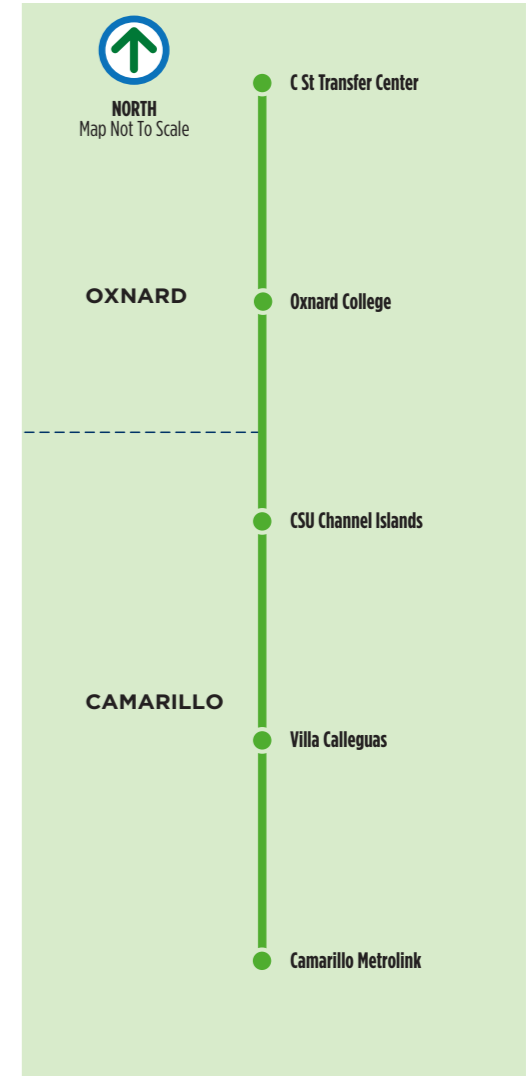 C St Transfer Center
NORTH
Map Not To Scale
OXNARD
Oxnard College
CSU Channel Islands
CAMARILLO
Villa Calleguas
Camarillo Metrolink